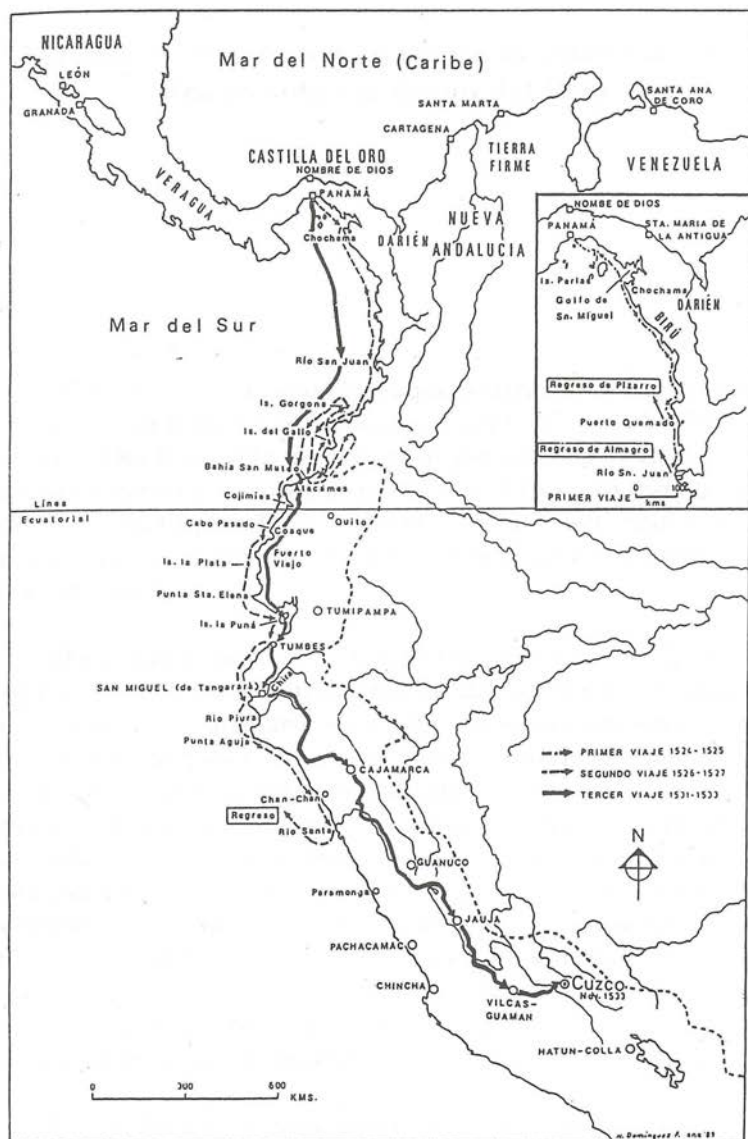 NICARAGUA
LEÓN
GRANADA
Mar del Norte (Caribe)
SANTA MARTA
SANTA ANA
DE CORO
CARTAGENA
TIERRA
FIRME
VENEZUELA
CASTILLA DEL ORO
NOMBRE DE DIOS
PANAMÁ
VERAGUA
Chochama
DARIÉN
NUEVA
ANDALUCIA
Mar del Sur
Río San Juan
Is. Gorgona
Is. del Gallo
Bahía San Mateo
Atacámes
Cojimíes
Línea
Ecuatorial
Cabo Pasado
Quito
Coaque
Is. la Plata
Puerto
Viejo
Punta Sta. Elena
TUMIPAMPA
Is. la Puná
TUMBES
SAN MIGUEL (de Tangarará)
Chira
Rio Piura
Punta Aguja
CAJAMARCA
Chan-Chan
Regreso
Río Santa
GUANUCO
Paramonga
JAUJA
PACHACAMAC
CHINCHA
VILCAS-
GUAMAN
Cuzco
Nov. 1533
HATUN-COLLA
NOMBE DE DIOS
PANAMÁ
STA. MARIA DE
LA ANTIGUA
Is. Perlas
Chochama
Golfo de
Sn. Miguel
DARIÉN
BIRÚ
Regreso de Pizarro
Puerto Quemado
Regreso de Almagro
Río Sn. Juan
PRIMER VIAJE
0 100
kms
PRIMER VIAJE 1524-1525
SEGUNDO VIAJE 1526-1527
TERCER VIAJE 1531-1533
N
0 300 600
KMS.
Domínguez